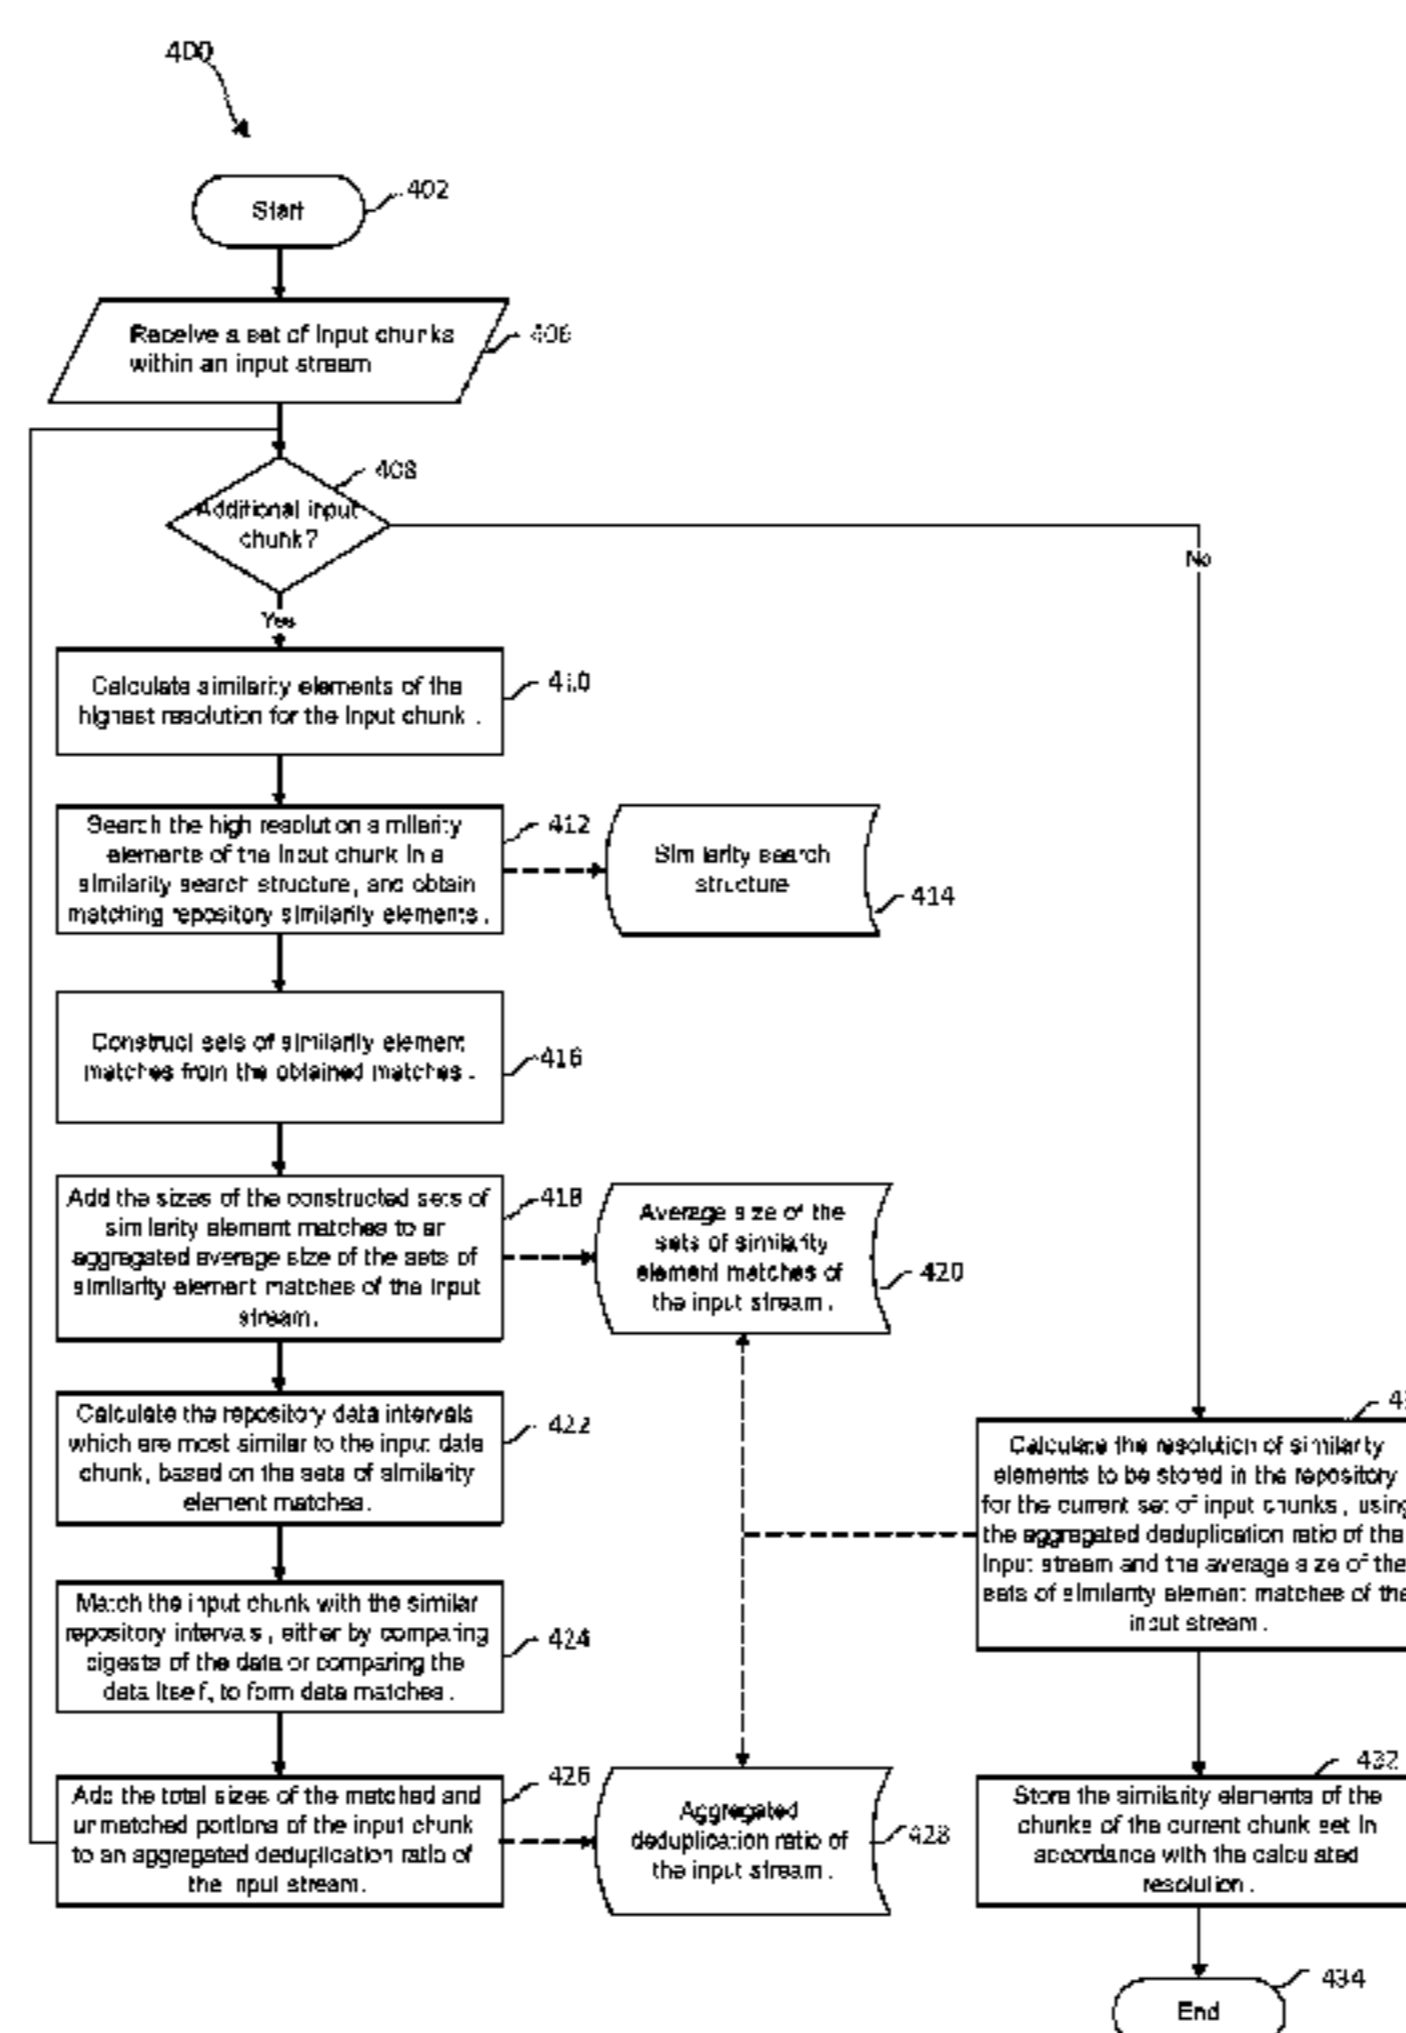 400
Start
402
Receive a set of input chunks
within an input stream
406
408
Additional input
chunk?
No
Yes
Calculate similarity elements of the
highest resolution for the input chunk .
410
Search the high resolution similarity
elements of the input chunk in a
similarity search structure, and obtain
matching repository similarity elements .
412
Similarity search
structure
414
Construct sets of similarity element
matches from the obtained matches .
416
Add the sizes of the constructed sets of
similarity element matches to an
aggregated average size of the sets of
similarity element matches of the input
stream .
418
Average size of the
sets of similarity
element matches of
the input stream .
420
Calculate the repository data intervals
which are most similar to the input data
chunk, based on the sets of similarity
element matches.
422
Calculate the resolution of similarity
elements to be stored in the repository
for the current set of input chunks , using
the aggregated deduplication ratio of the
input stream and the average size of the
sets of similarity element matches of the
input stream .
Match the input chunk with the similar
repository intervals , either by comparing
digests of the data or comparing the
data itself, to form data matches .
424
Add the total sizes of the matched and
unmatched portions of the input chunk
to an aggregated deduplication ratio of
the input stream.
426
Aggregated
deduplication ratio of
the input stream .
428
432
Store the similarity elements of the
chunks of the current chunk set in
accordance with the calculated
resolution .
434
End